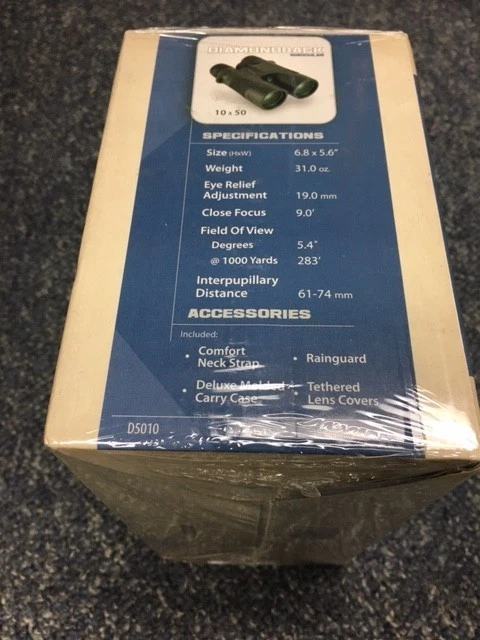 DIAMONDBACK
10 x 50
SPECIFICATIONS
Size (HxW) 6.8 x 5.6"
Weight 31.0 oz.
Eye Relief
Adjustment 19.0 mm
Close Focus 9.0'
Field Of View
Degrees 5.4°
@ 1000 Yards 283'
Interpupillary
Distance 61-74 mm
ACCESSORIES
Included:
• Comfort
Neck Strap
• Rainguard
• Deluxe Molded
Carry Case
• Tethered
Lens Covers
D5010